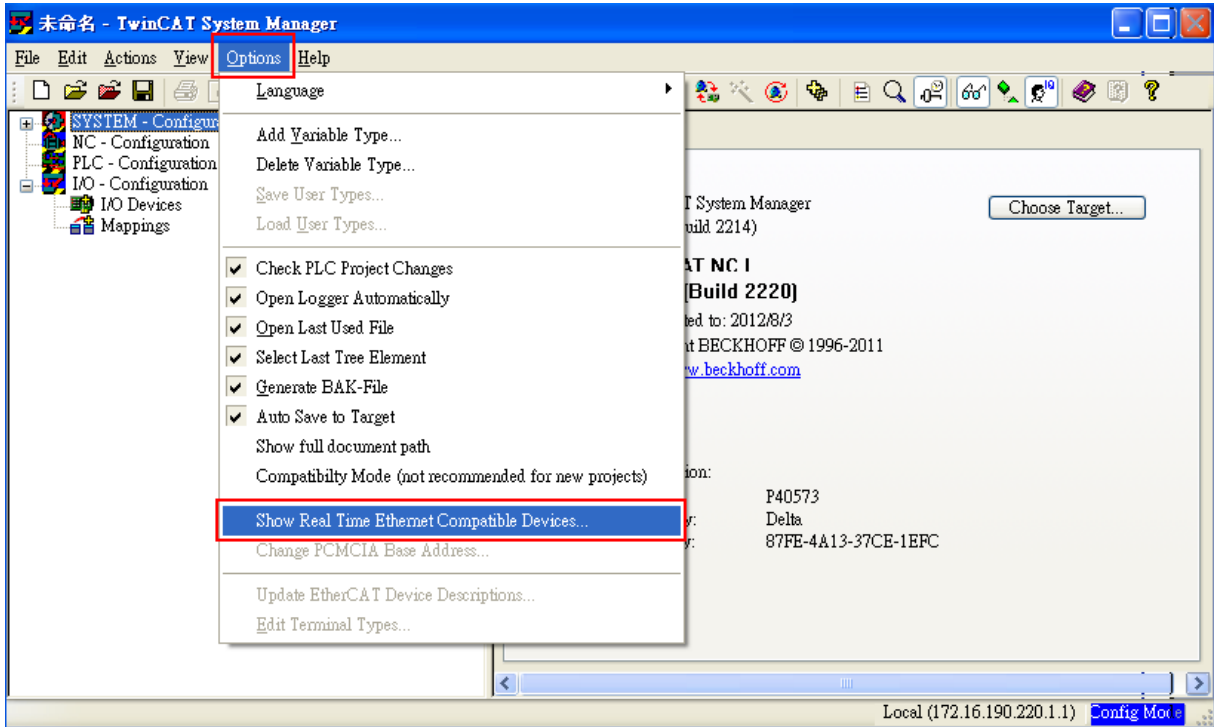 未命名 - TwinCAT System Manager
File Edit Actions View Options Help
SYSTEM - Configur
NC - Configuration
PLC - Configuration
I/O - Configuration
I/O Devices
Mappings
Language
Add Variable Type...
Delete Variable Type...
Save User Types...
Load User Types...
Check PLC Project Changes
Open Logger Automatically
Open Last Used File
Select Last Tree Element
Generate BAK-File
Auto Save to Target
Show full document path
Compatibilty Mode (not recommended for new projects)
Show Real Time Ethernet Compatible Devices...
Change PCMCIA Base Address...
Update EtherCAT Device Descriptions...
Edit Terminal Types...
T System Manager
Choose Target...
uild 2214)
AT NC I
(Build 2220)
ted to: 2012/8/3
ht BECKHOFF © 1996-2011
w.beckhoff.com
ion:
P40573
y: Delta
y: 87FE-4A13-37CE-1EFC
Local (172.16.190.220.1.1) Config Mode